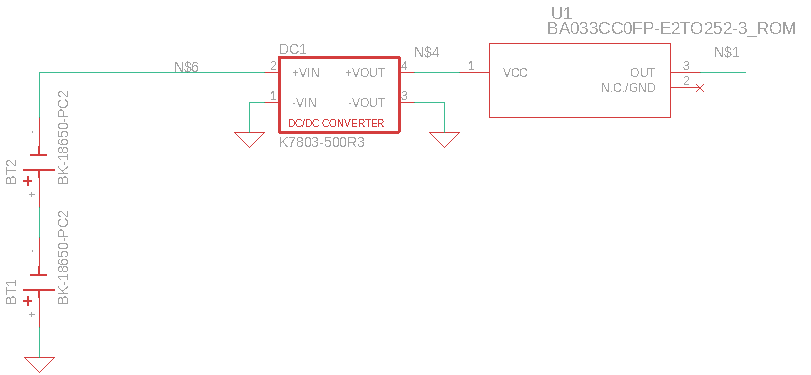 U1
BA033CC0FP-E2TO252-3_ROM
DC1
N$6
N$4
N$1
2
+VIN
+VOUT
4
1
VCC
OUT
3
1
-VIN
-VOUT
3
N.C./GND
2
DC/DC CONVERTER
K7803-500R3
BT2
BK-18650-PC2
-
+
+
BT1
BK-18650-PC2
-
+
+